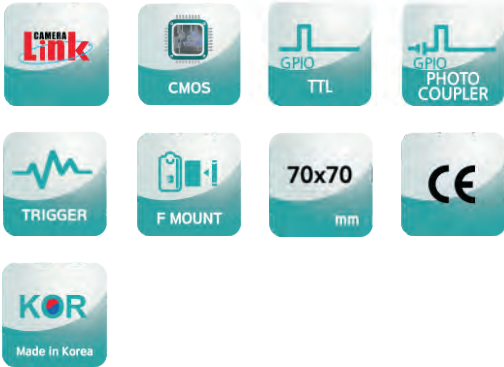 CAMERA
Link
CMOS
GPIO
TTL
GPIO
PHOTO
COUPLER
TRIGGER
F MOUNT
70x70
mm
CE
KOR
Made in Korea